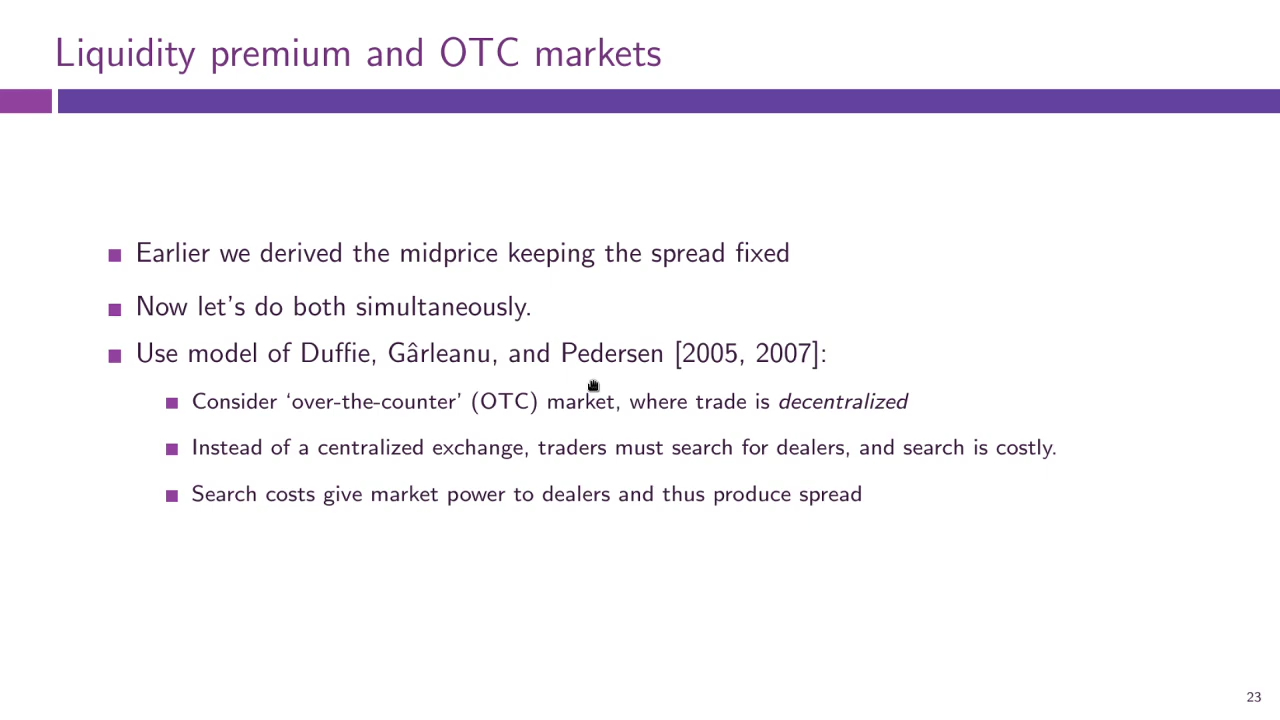 Liquidity premium and OTC markets
Earlier we derived the midprice keeping the spread fixed
Now let's do both simultaneously.
Use model of Duffie, Gârleanu, and Pedersen [2005, 2007]:
Consider 'over-the-counter' (OTC) market, where trade is decentralized
Instead of a centralized exchange, traders must search for dealers, and search is costly.
Search costs give market power to dealers and thus produce spread
23